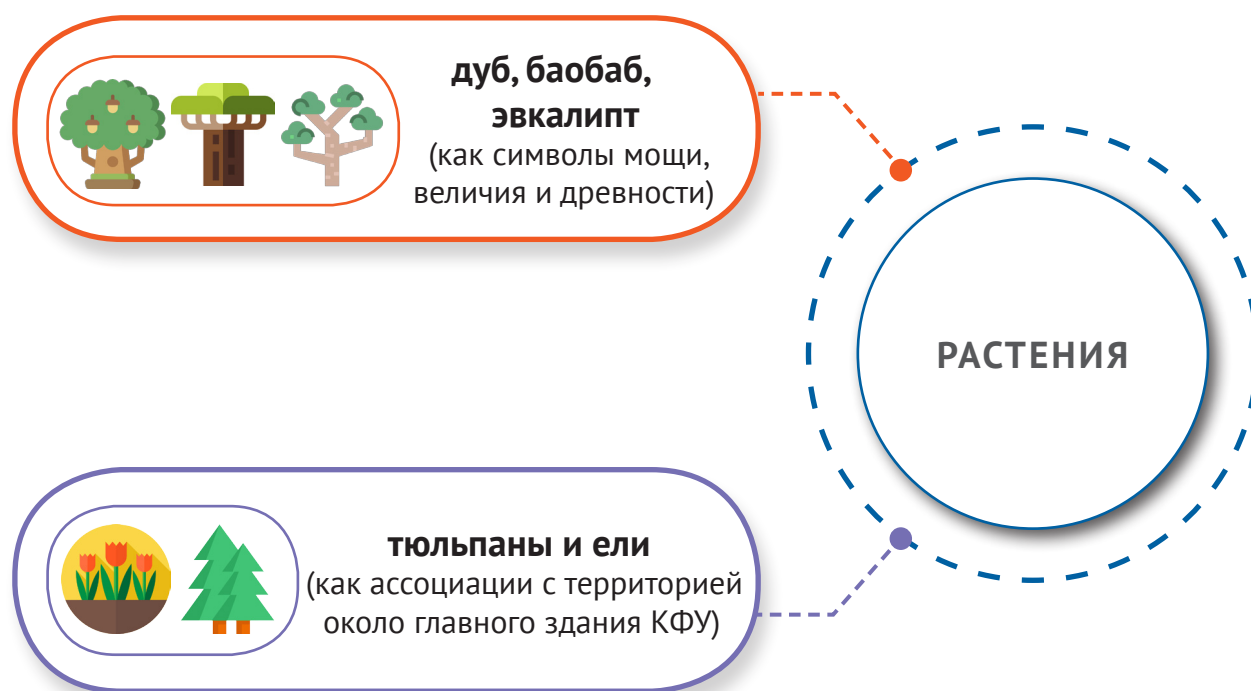 дуб, баобаб,
эвкалипт
(как символы мощи,
величия и древности)
РАСТЕНИЯ
тюльпаны и ели
(как ассоциации с территорией
около главного здания КФУ)